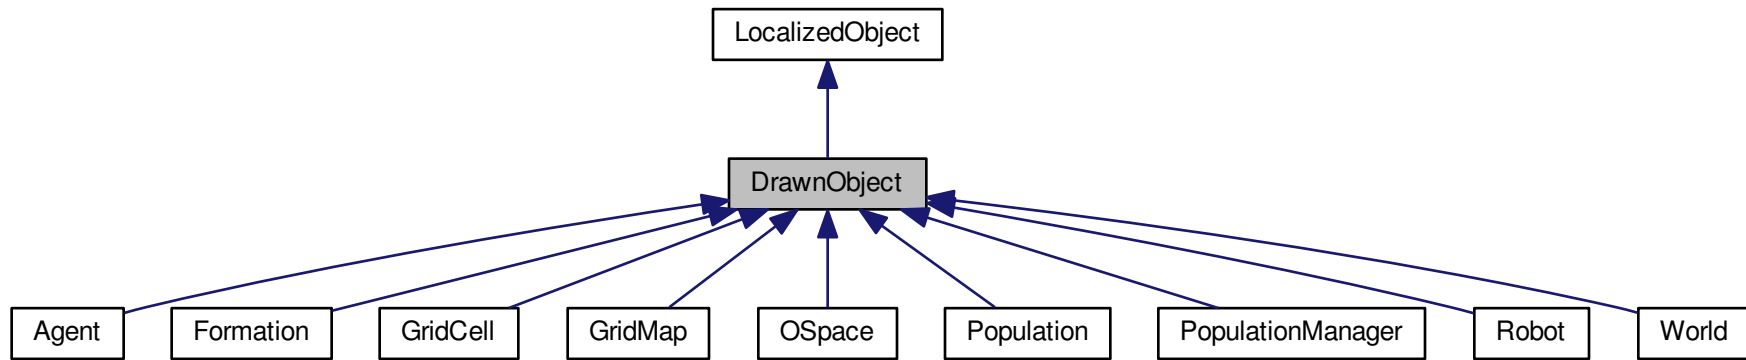 LocalizedObject
DrawnObject
Agent
Formation
GridCell
GridMap
OSpace
Population
PopulationManager
Robot
World